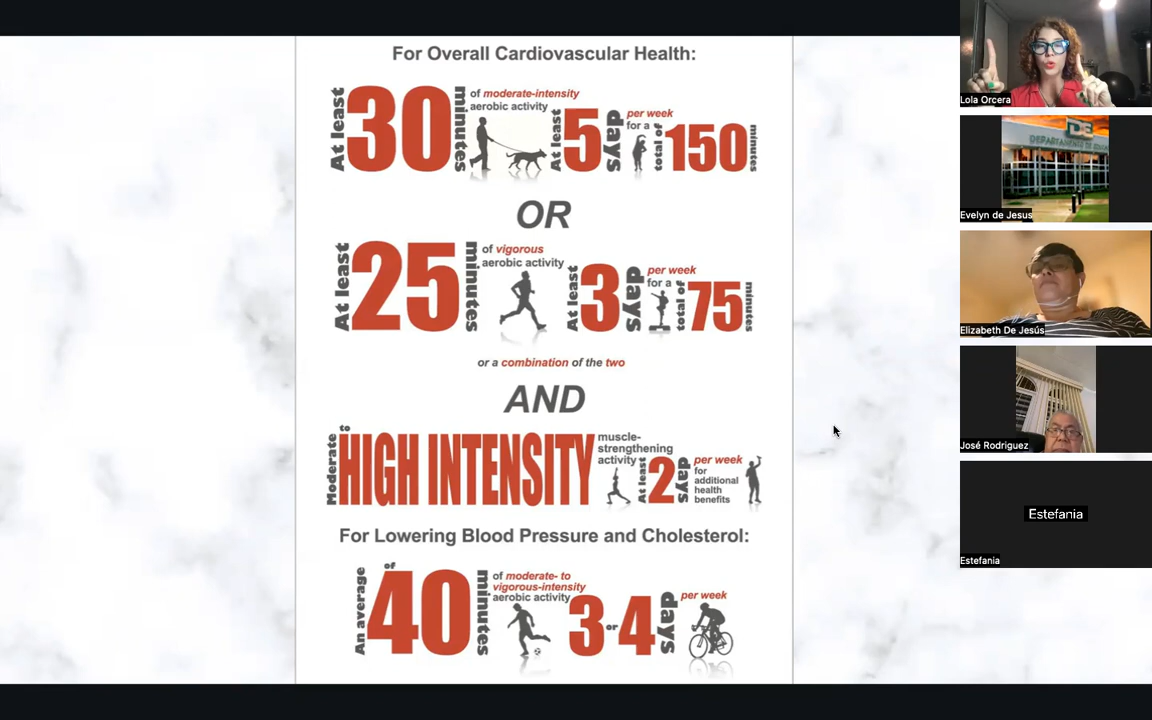 For Overall Cardiovascular Health:
At least 30 minutes of moderate-intensity aerobic activity At least 5 days per week for a total of 150 minutes
OR
At least 25 minutes of vigorous aerobic activity At least 3 days per week for a total of 75 minutes
or a combination of the two
AND
Moderate to HIGH INTENSITY muscle-strengthening activity At least 2 days per week for additional health benefits
For Lowering Blood Pressure and Cholesterol:
An average of 40 minutes of moderate- to vigorous-intensity aerobic activity 3 or 4 days per week
Lola Orcera
DE
DEPARTAMENTO DE EDUCA
Evelyn de Jesus
Elizabeth De Jesús
José Rodriguez
Estefania
Estefania